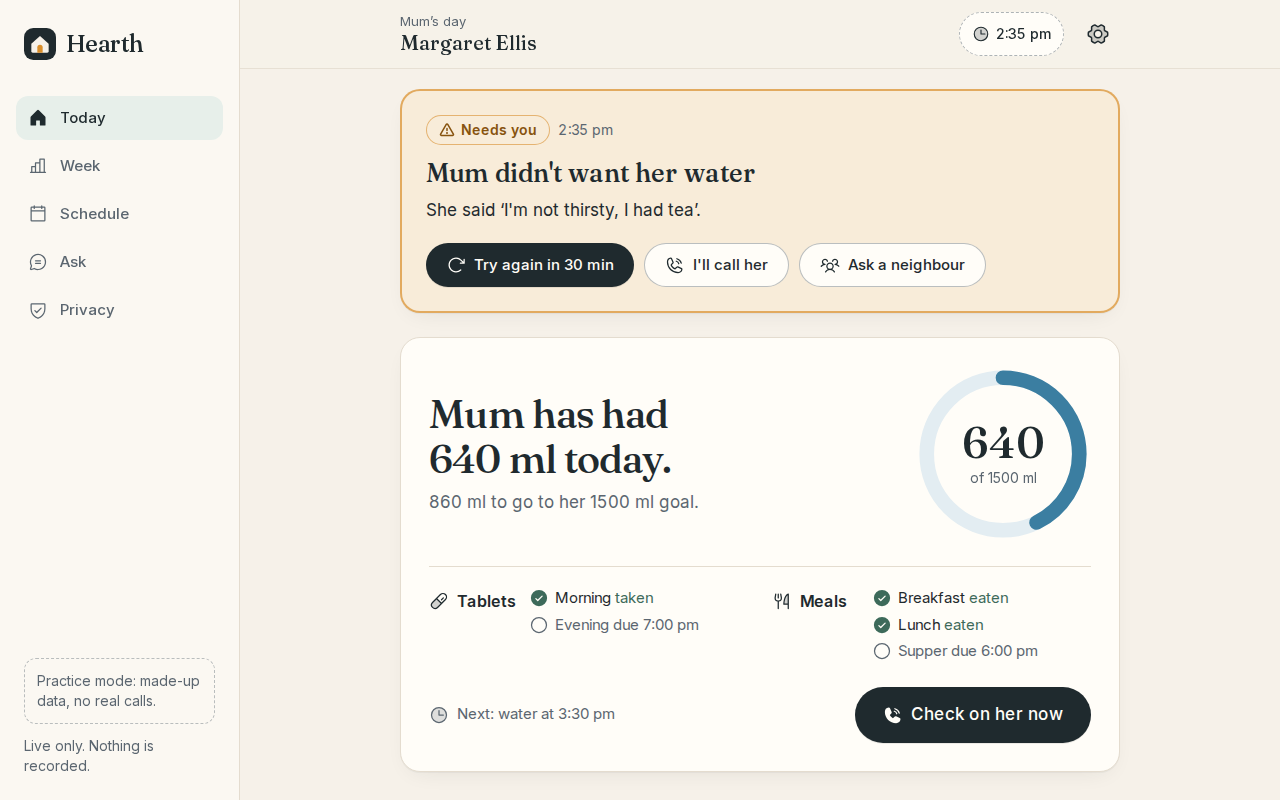 Hearth
Today
Week
Schedule
Ask
Privacy
Practice mode: made-up
data, no real calls.
Live only. Nothing is
recorded.
Mum’s day
Margaret Ellis
2:35 pm
Needs you
2:35 pm
Mum didn't want her water
She said ‘I'm not thirsty, I had tea’.
Try again in 30 min
I'll call her
Ask a neighbour
Mum has had
640 ml today.
860 ml to go to her 1500 ml goal.
640
of 1500 ml
Tablets
Morning taken
Evening due 7:00 pm
Meals
Breakfast eaten
Lunch eaten
Supper due 6:00 pm
Next: water at 3:30 pm
Check on her now